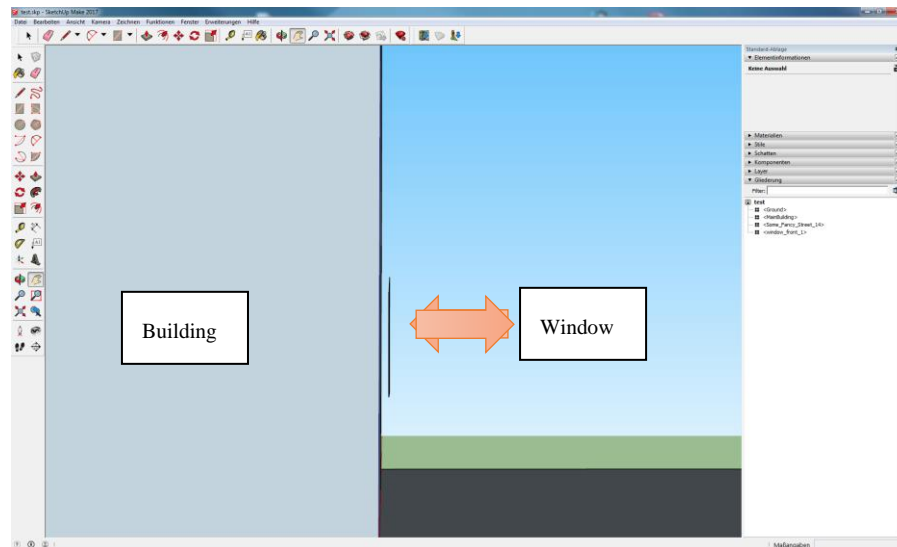 test.skp - SketchUp Make 2017
Datei Bearbeiten Ansicht Kamera Zeichnen Funktionen Fenster Erweiterungen Hilfe
Standard-Ablage
▼ Elementinformationen
Keine Auswahl
▶ Materialien
▶ Stile
▶ Schatten
▶ Komponenten
▶ Layer
▼ Gliederung
Filter:
test
<Ground>
<MainBuilding>
<Some_Fancy_Street_14>
<window_front_1>
Building
Window
Maßangaben